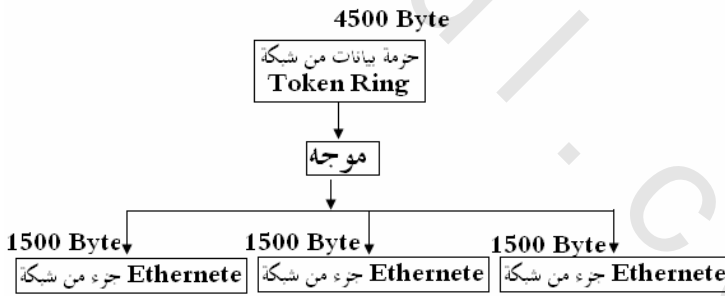 4500 Byte
حزمة بيانات من شبكة
Token Ring
موجه
1500 Byte
1500 Byte
1500 Byte
جزء من شبكة Ethernete
جزء من شبكة Ethernete
جزء من شبكة Ethernete